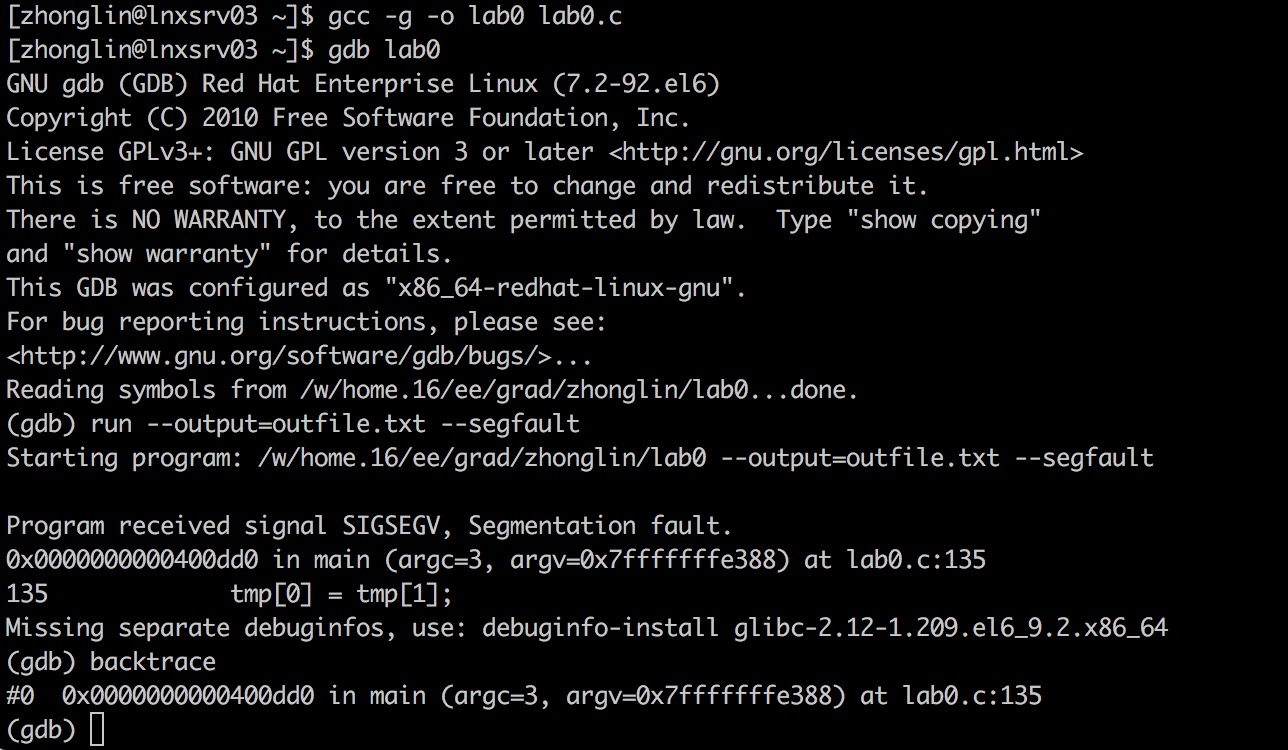 [zhonglin@lnxsrv03 ~]$ gcc -g -o lab0 lab0.c
[zhonglin@lnxsrv03 ~]$ gdb lab0
GNU gdb (GDB) Red Hat Enterprise Linux (7.2-92.el6)
Copyright (C) 2010 Free Software Foundation, Inc.
License GPLv3+: GNU GPL version 3 or later <http://gnu.org/licenses/gpl.html>
This is free software: you are free to change and redistribute it.
There is NO WARRANTY, to the extent permitted by law.  Type "show copying"
and "show warranty" for details.
This GDB was configured as "x86_64-redhat-linux-gnu".
For bug reporting instructions, please see:
<http://www.gnu.org/software/gdb/bugs/>...
Reading symbols from /w/home.16/ee/grad/zhonglin/lab0...done.
(gdb) run --output=outfile.txt --segfault
Starting program: /w/home.16/ee/grad/zhonglin/lab0 --output=outfile.txt --segfault

Program received signal SIGSEGV, Segmentation fault.
0x0000000000400dd0 in main (argc=3, argv=0x7fffffffe388) at lab0.c:135
135             tmp[0] = tmp[1];
Missing separate debuginfos, use: debuginfo-install glibc-2.12-1.209.el6_9.2.x86_64
(gdb) backtrace
#0  0x0000000000400dd0 in main (argc=3, argv=0x7fffffffe388) at lab0.c:135
(gdb)